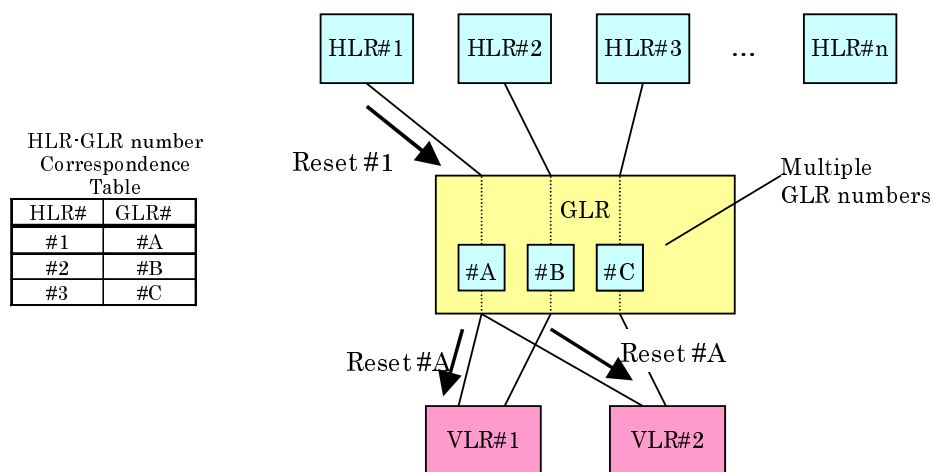 HLR#1
HLR#2
HLR#3
...
HLR#n
Reset #1
HLR-GLR number
Correspondence
Table
HLR# GLR#
#1 #A
#2 #B
#3 #C
Multiple
GLR numbers
GLR
#A
#B
#C
Reset #A
Reset #A
VLR#1
VLR#2